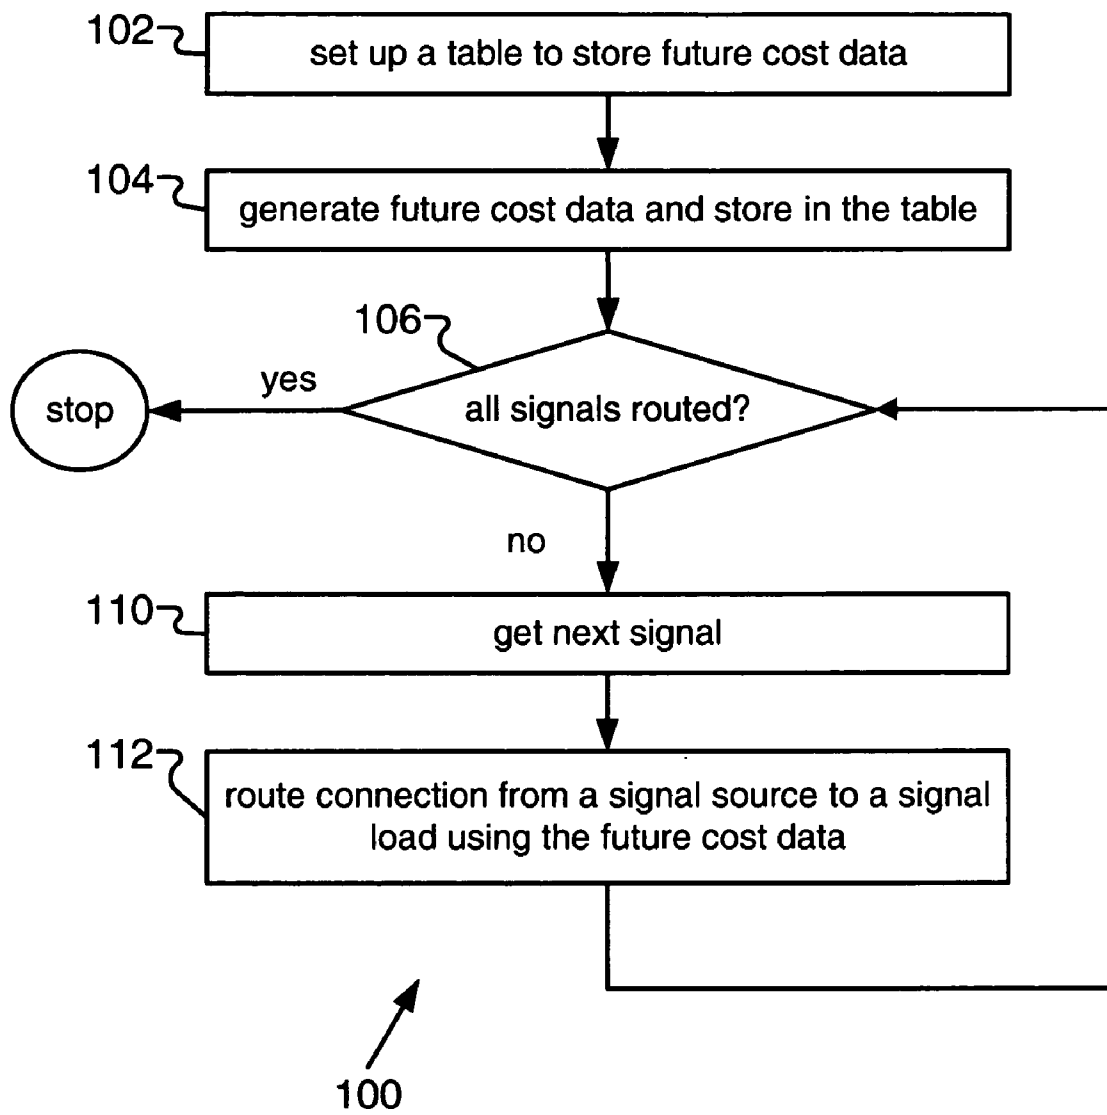 102
set up a table to store future cost data
104
generate future cost data and store in the table
106
yes
stop
all signals routed?
no
110
get next signal
112
route connection from a signal source to a signal
load using the future cost data
100